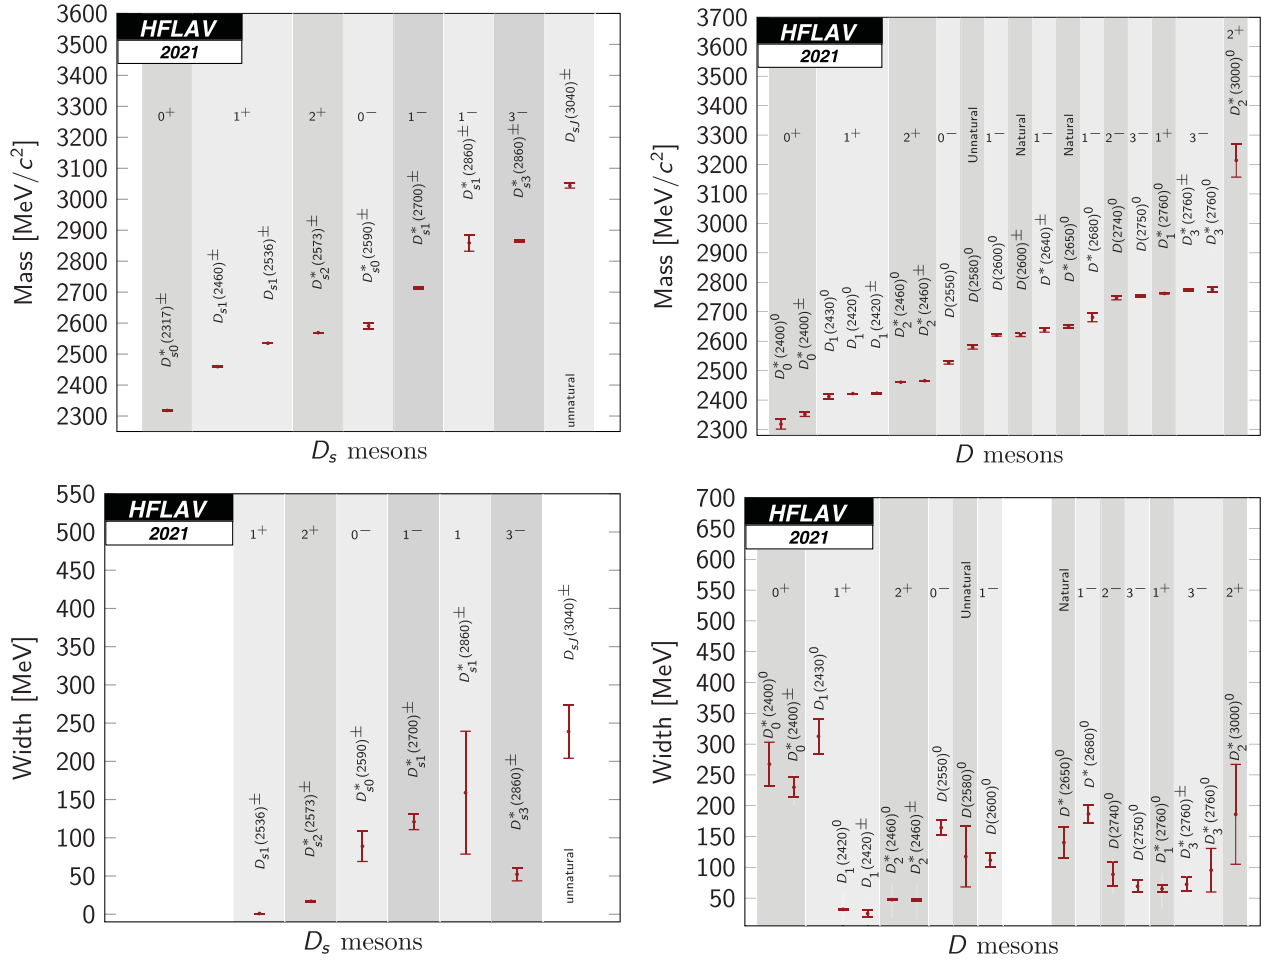 HFLAV
2021
Mass [MeV/c²]
3600
3500
3400
3300
3200
3100
3000
2900
2800
2700
2600
2500
2400
2300
0⁺
1⁺
2⁺
0⁻
1⁻
1⁻
3⁻
D*s0(2317)±
Ds1(2460)±
Ds1(2536)±
D*s2(2573)±
D*s0(2590)±
D*s1(2700)±
D*s1(2860)±
D*s3(2860)±
DsJ(3040)±
unnatural
Ds mesons
HFLAV
2021
Mass [MeV/c²]
3700
3600
3500
3400
3300
3200
3100
3000
2900
2800
2700
2600
2500
2400
2300
0⁺
1⁺
2⁺
0⁻
Unnatural
1⁻
Natural
1⁻
Natural
1⁻
2⁻
3⁻
1⁺
3⁻
2⁺
D*0(2400)⁰
D*0(2400)±
D1(2430)⁰
D1(2420)⁰
D1(2420)±
D*2(2460)⁰
D*2(2460)±
D(2550)⁰
D(2580)⁰
D(2600)⁰
D(2600)±
D*(2640)±
D*(2650)⁰
D*(2680)⁰
D(2740)⁰
D(2750)⁰
D*1(2760)⁰
D*3(2760)±
D*3(2760)⁰
D*2(3000)⁰
D mesons
HFLAV
2021
Width [MeV]
550
500
450
400
350
300
250
200
150
100
50
0
1⁺
2⁺
0⁻
1⁻
1
3⁻
Ds1(2536)±
D*s2(2573)±
D*s0(2590)±
D*s1(2700)±
D*s1(2860)±
D*s3(2860)±
DsJ(3040)±
unnatural
Ds mesons
HFLAV
2021
Width [MeV]
700
650
600
550
500
450
400
350
300
250
200
150
100
50
0⁺
1⁺
2⁺
0⁻
Unnatural
1⁻
Natural
1⁻
2⁻
3⁻
1⁺
3⁻
2⁺
D*0(2400)⁰
D*0(2400)±
D1(2430)⁰
D1(2420)⁰
D1(2420)±
D*2(2460)⁰
D*2(2460)±
D(2550)⁰
D(2580)⁰
D(2600)⁰
D*(2650)⁰
D*(2680)⁰
D(2740)⁰
D(2750)⁰
D*1(2760)⁰
D*3(2760)±
D*3(2760)⁰
D*2(3000)⁰
D mesons